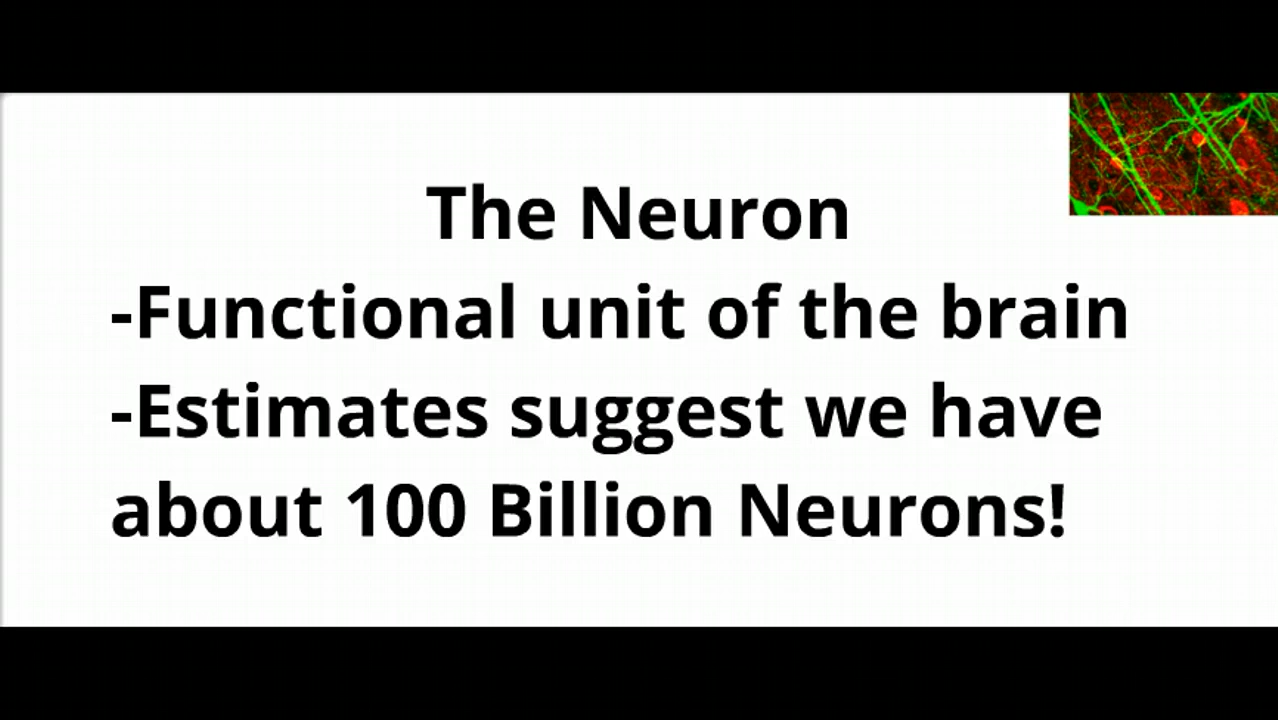 The Neuron
-Functional unit of the brain
-Estimates suggest we have
about 100 Billion Neurons!